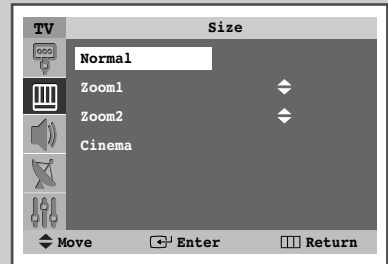 TV Size
Normal
Zoom1
Zoom2
Cinema
Move Enter Return